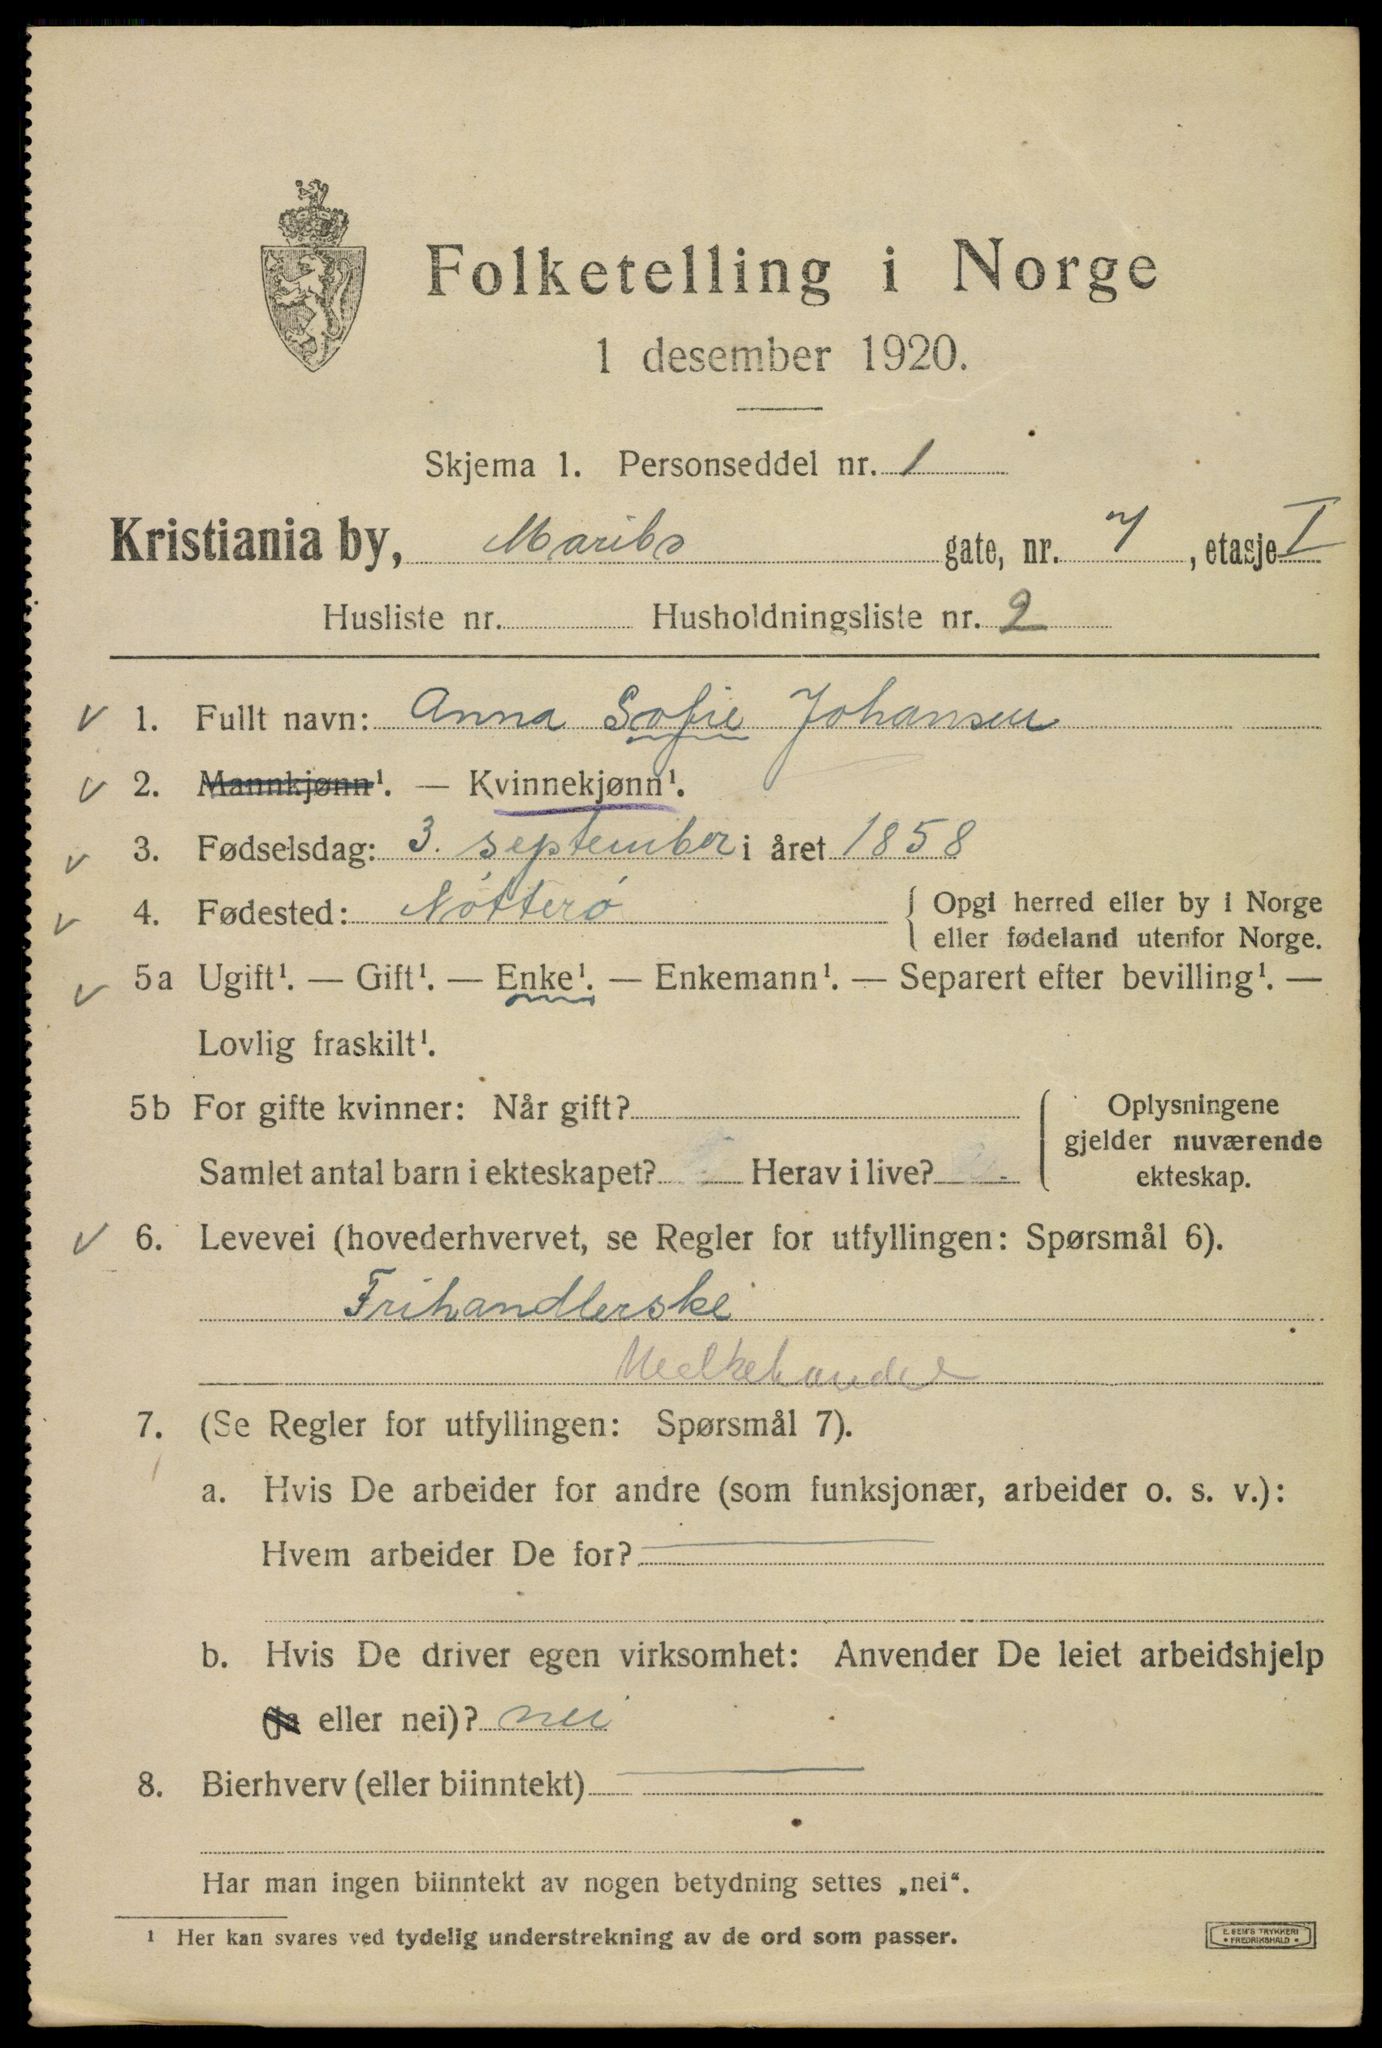 Folketelling i Norge
1 desember 1920.
Skjema 1. Personseddel nr. 1
Kristiania by, Maribo gate, nr. 7, etasje I
Husliste nr. Husholdningsliste nr. 2
V 1. Fullt navn: Anna Sofie Johansen
V 2. Mannkjønn¹. — Kvinnekjønn¹.
V 3. Fødselsdag: 3. september i året 1858
V 4. Fødested: Nótteró { Opgi herred eller by i Norge
eller fødeland utenfor Norge.
V 5a Ugift¹. — Gift¹. — Enke¹. — Enkemann¹. — Separert efter bevilling¹. —
Lovlig fraskilt¹.
5b For gifte kvinner: Når gift? { Oplysningene
gjelder nuværende
Samlet antal barn i ekteskapet? Herav i live? ekteskap.
V 6. Levevei (hovederhvervet, se Regler for utfyllingen: Spørsmål 6).
Frihandlerske
Melkehandel
7. (Se Regler for utfyllingen: Spørsmål 7).
a. Hvis De arbeider for andre (som funksjonær, arbeider o. s. v.):
Hvem arbeider De for?
b. Hvis De driver egen virksomhet: Anvender De leiet arbeidshjelp
(ja eller nei)? nei
8. Bierhverv (eller biinntekt)
Har man ingen biinntekt av nogen betydning settes „nei“.
¹ Her kan svares ved tydelig understrekning av de ord som passer.
E. SEM'S TRYKKERI
• FREDRIKSHALD •